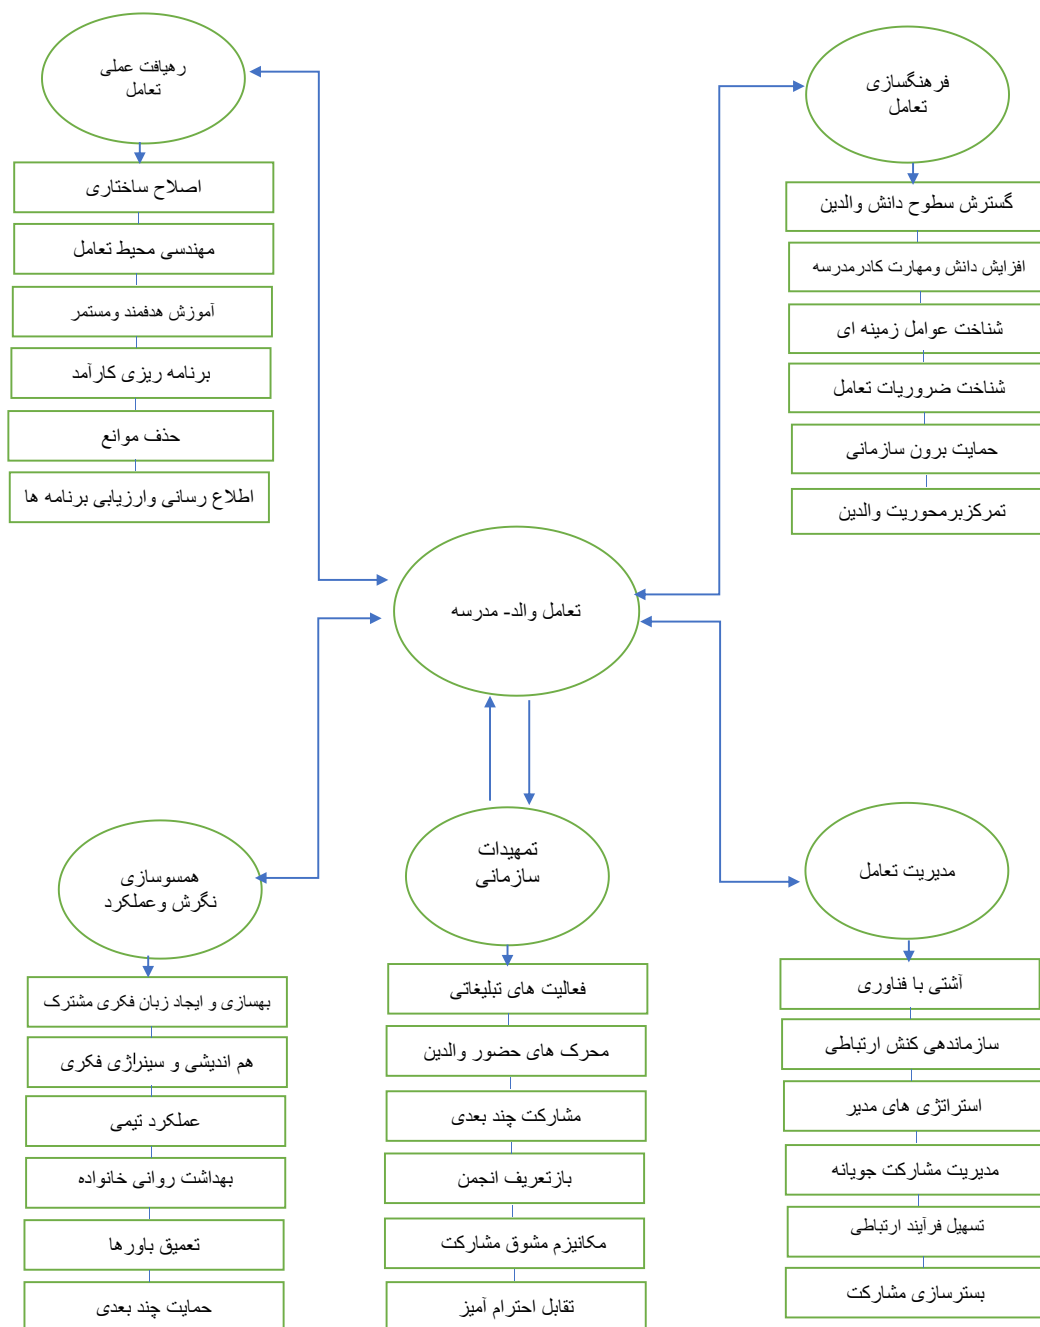 فرهنگسازی
تعامل
گسترش سطوح دانش والدین
افزایش دانش ومهارت کادرمدرسه
شناخت عوامل زمینه ای
شناخت ضروریات تعامل
حمایت برون سازمانی
تمرکزبرمحوریت والدین
رهیافت عملی
تعامل
اصلاح ساختاری
مهندسی محیط تعامل
آموزش هدفمند ومستمر
برنامه ریزی کارآمد
حذف موانع
اطلاع رسانی وارزیابی برنامه ها
تعامل والد- مدرسه
مدیریت تعامل
آشتی با فناوری
سازماندهی کنش ارتباطی
استراتژی های مدیر
مدیریت مشارکت جویانه
تسهیل فرآیند ارتباطی
بسترسازی مشارکت
تمهیدات
سازمانی
فعالیت های تبلیغاتی
محرک های حضور والدین
مشارکت چند بعدی
بازتعریف انجمن
مکانیزم مشوق مشارکت
تقابل احترام آمیز
همسوسازی
نگرش وعملکرد
بهسازی و ایجاد زبان فکری مشترک
هم اندیشی و سینراژی فکری
عملکرد تیمی
بهداشت روانی خانواده
تعمیق باورها
حمایت چند بعدی